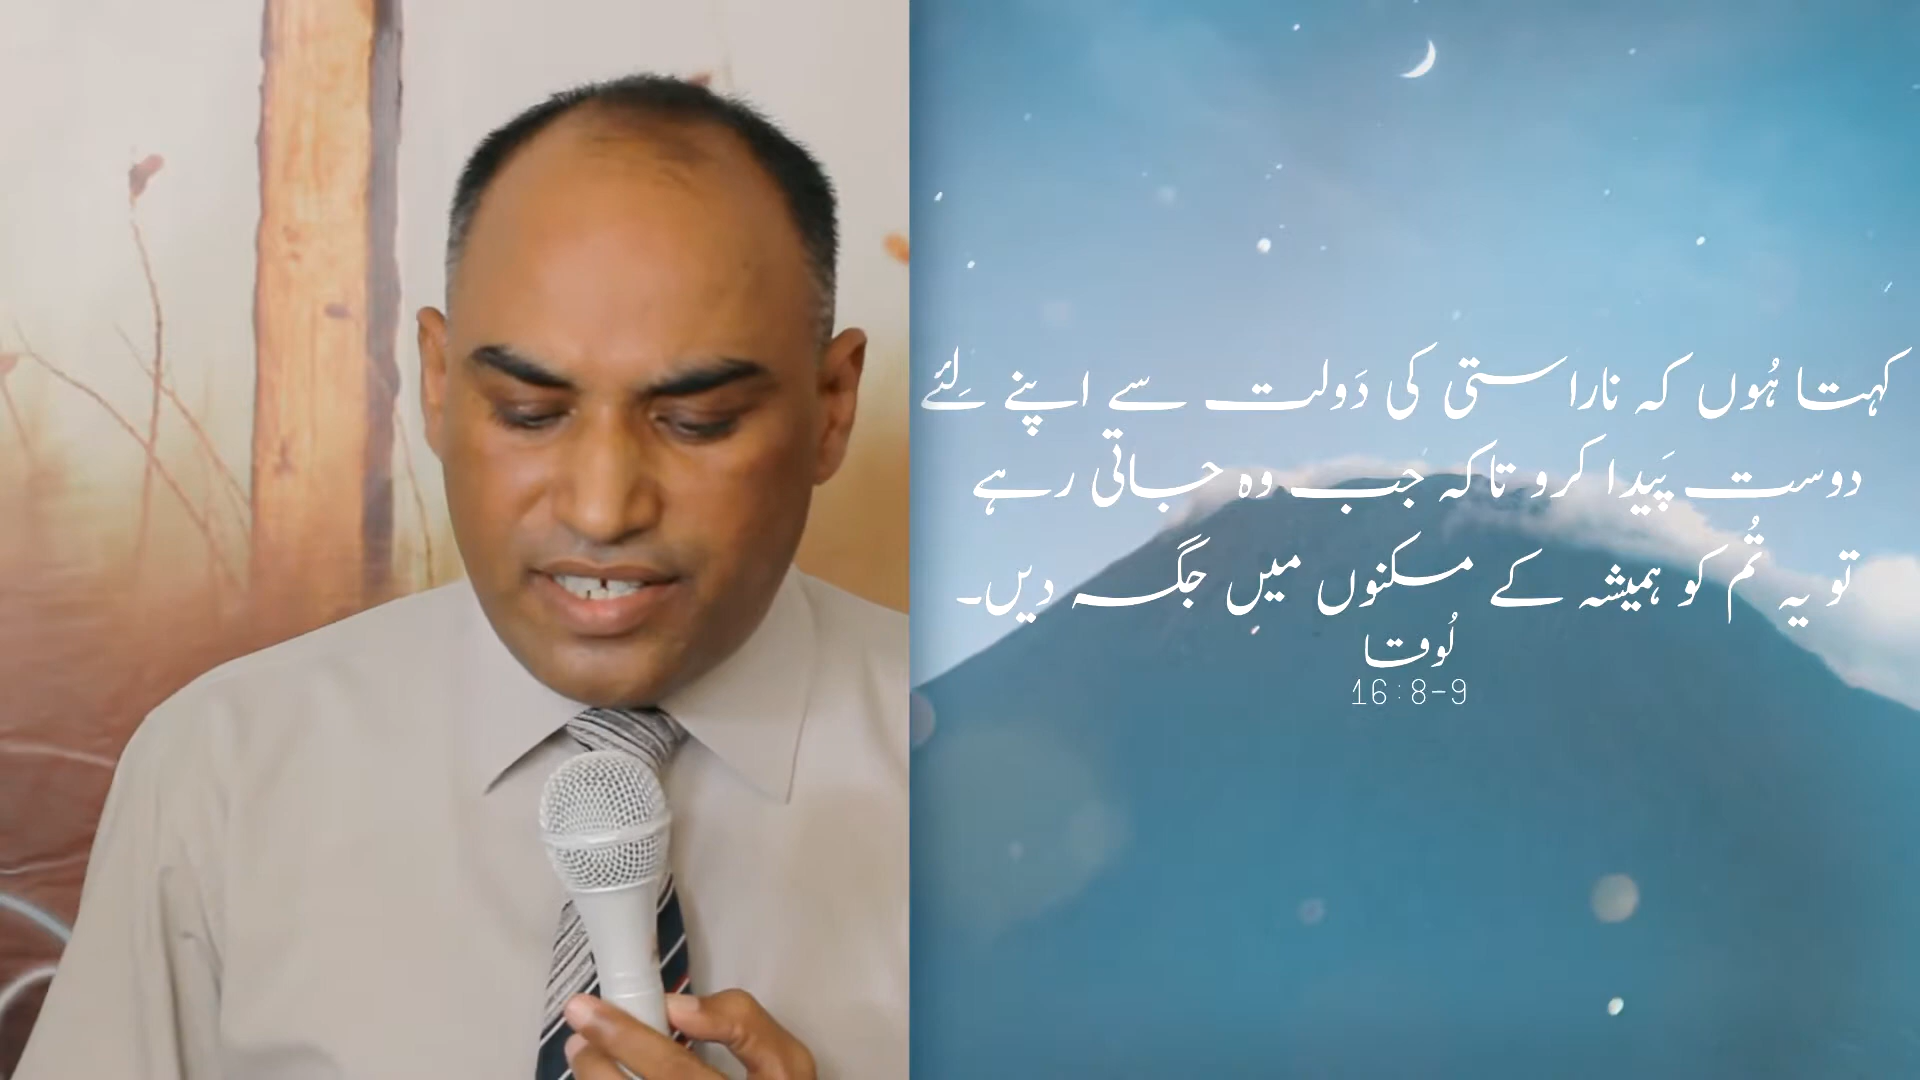 کہتا ہُوں کہ ناراستی کی دَولت سے اپنے لِئے
دوست پَیدا کرو تاکہ جب وہ جاتی رہے
تو یہ تُم کو ہمیشہ کے مسکنوں میں جگہ دیں۔
لُوقا
16:8-9